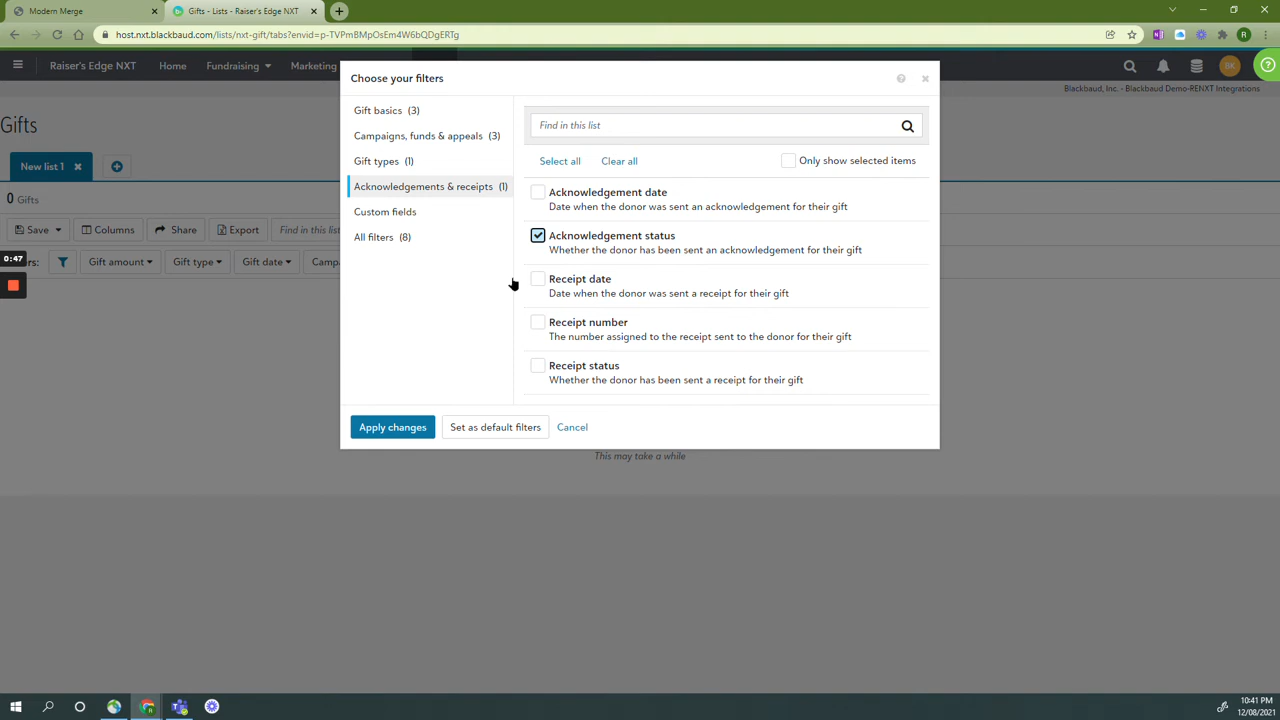 Modern Merge
Gifts - Lists - Raiser's Edge NXT
host.nxt.blackbaud.com/lists/nxt-gift/tabs?envid=p-TVPmBMpOsEm4W6bQDgERTg
R
Raiser's Edge NXT Home Fundraising Marketing
BK
Blackbaud, Inc. - Blackbaud Demo-RENXT Integrations
Gifts
New list 1
0 Gifts
Save Columns Share Export Find in this list
0:47
rs: Gift amount Gift type Gift date Camp
This may take a while
Choose your filters
Gift basics (3)
Campaigns, funds & appeals (3)
Gift types (1)
Acknowledgements & receipts (1)
Custom fields
All filters (8)
Find in this list
Select all Clear all Only show selected items
Acknowledgement date
Date when the donor was sent an acknowledgement for their gift
Acknowledgement status
Whether the donor has been sent an acknowledgement for their gift
Receipt date
Date when the donor was sent a receipt for their gift
Receipt number
The number assigned to the receipt sent to the donor for their gift
Receipt status
Whether the donor has been sent a receipt for their gift
Apply changes Set as default filters Cancel
10:41 PM
12/08/2021